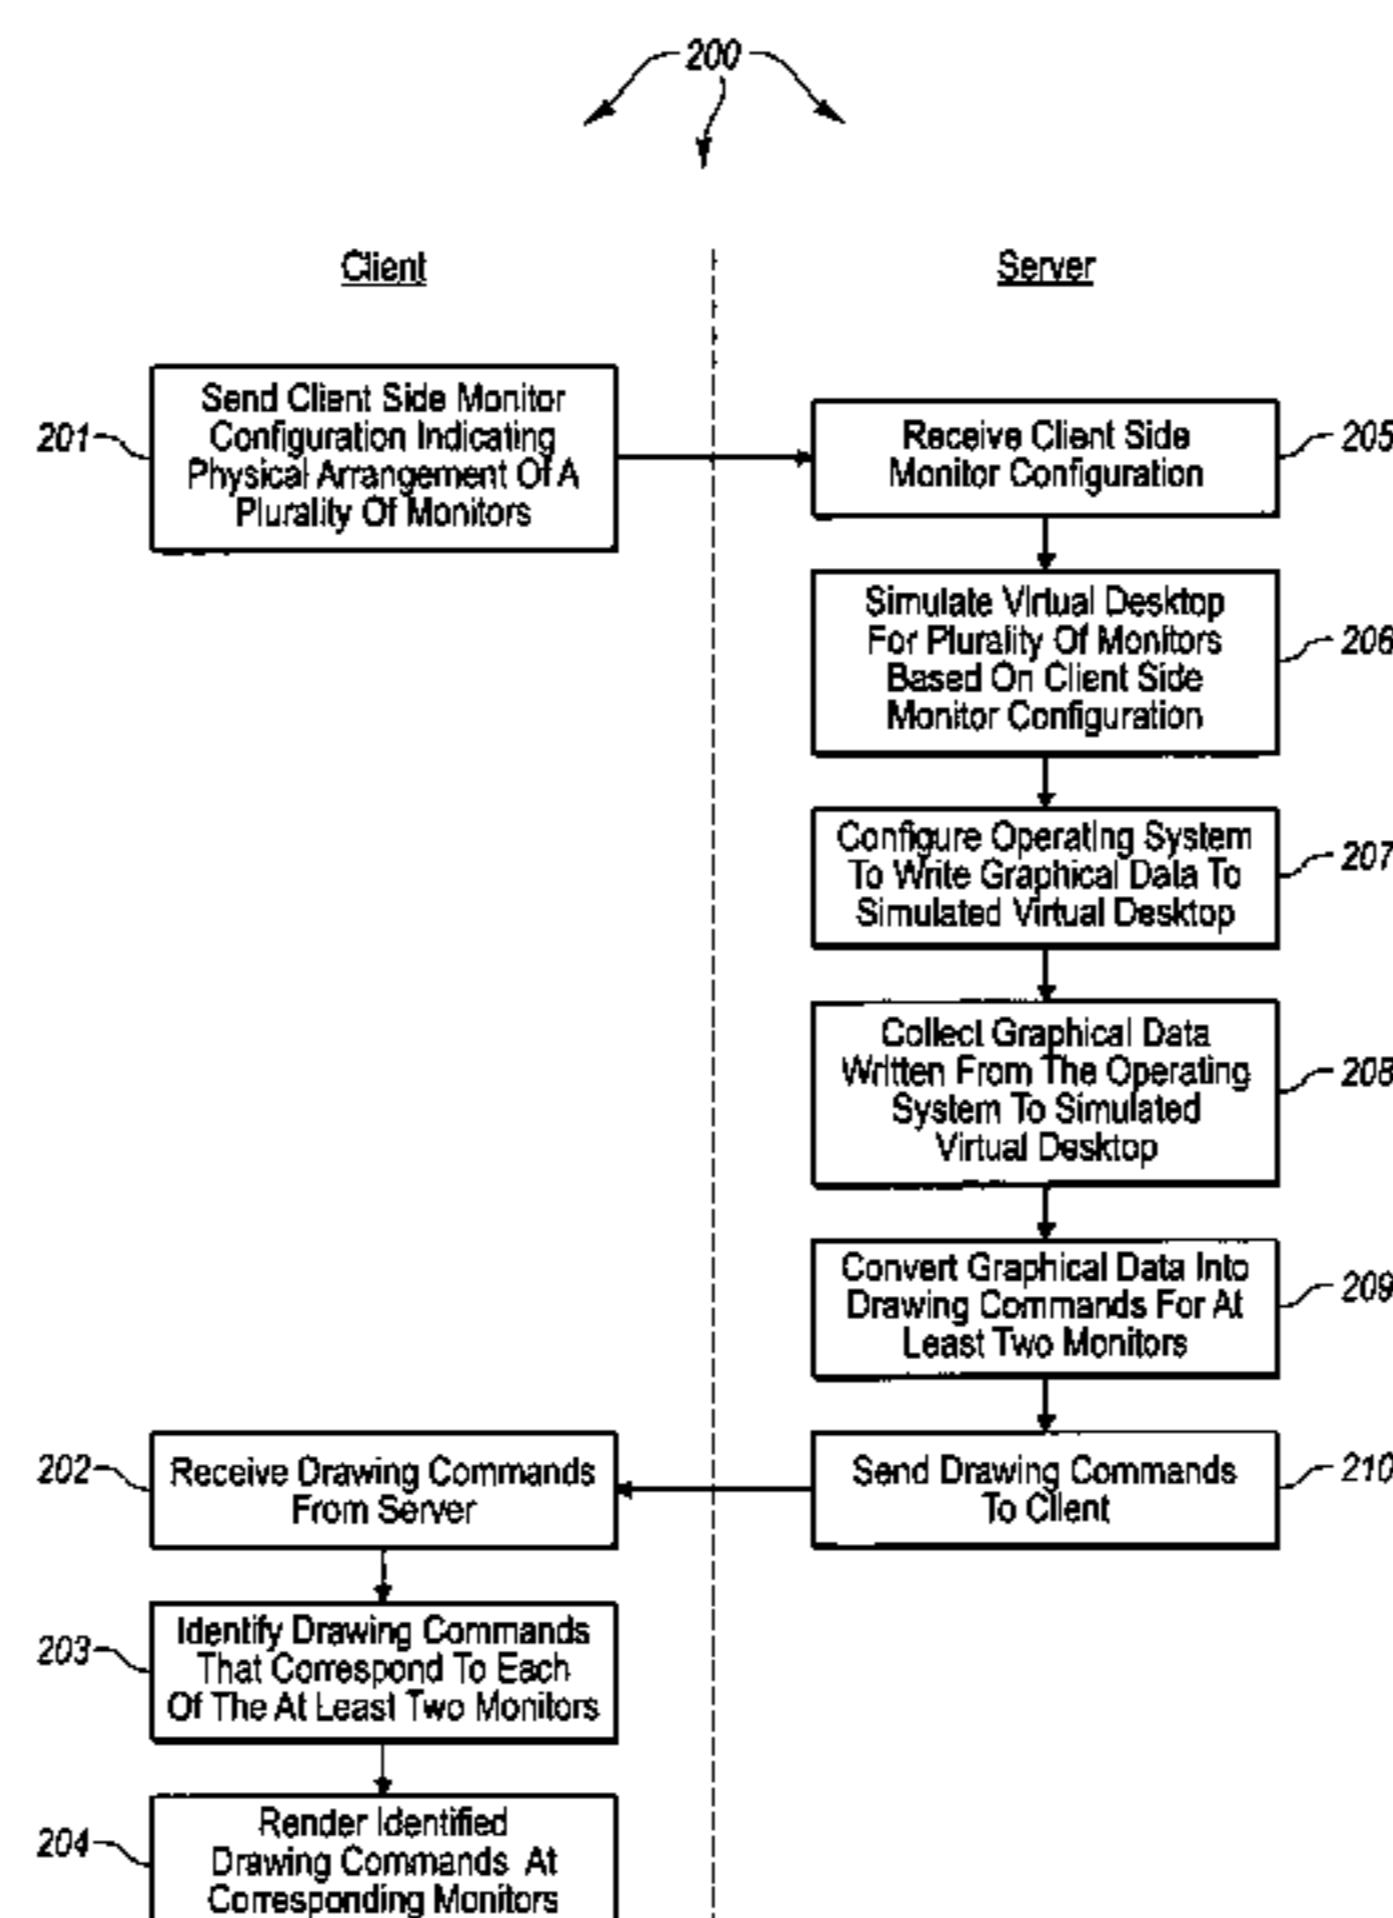 200
Client
Server
201
Send Client Side Monitor
Configuration Indicating
Physical Arrangement Of A
Plurality Of Monitors
Receive Client Side
Monitor Configuration
205
Simulate Virtual Desktop
For Plurality Of Monitors
Based On Client Side
Monitor Configuration
206
Configure Operating System
To Write Graphical Data To
Simulated Virtual Desktop
207
Collect Graphical Data
Written From The Operating
System To Simulated
Virtual Desktop
208
Convert Graphical Data Into
Drawing Commands For At
Least Two Monitors
209
Send Drawing Commands
To Client
210
202
Receive Drawing Commands
From Server
203
Identify Drawing Commands
That Correspond To Each
Of The At Least Two Monitors
204
Render Identified
Drawing Commands At
Corresponding Monitors